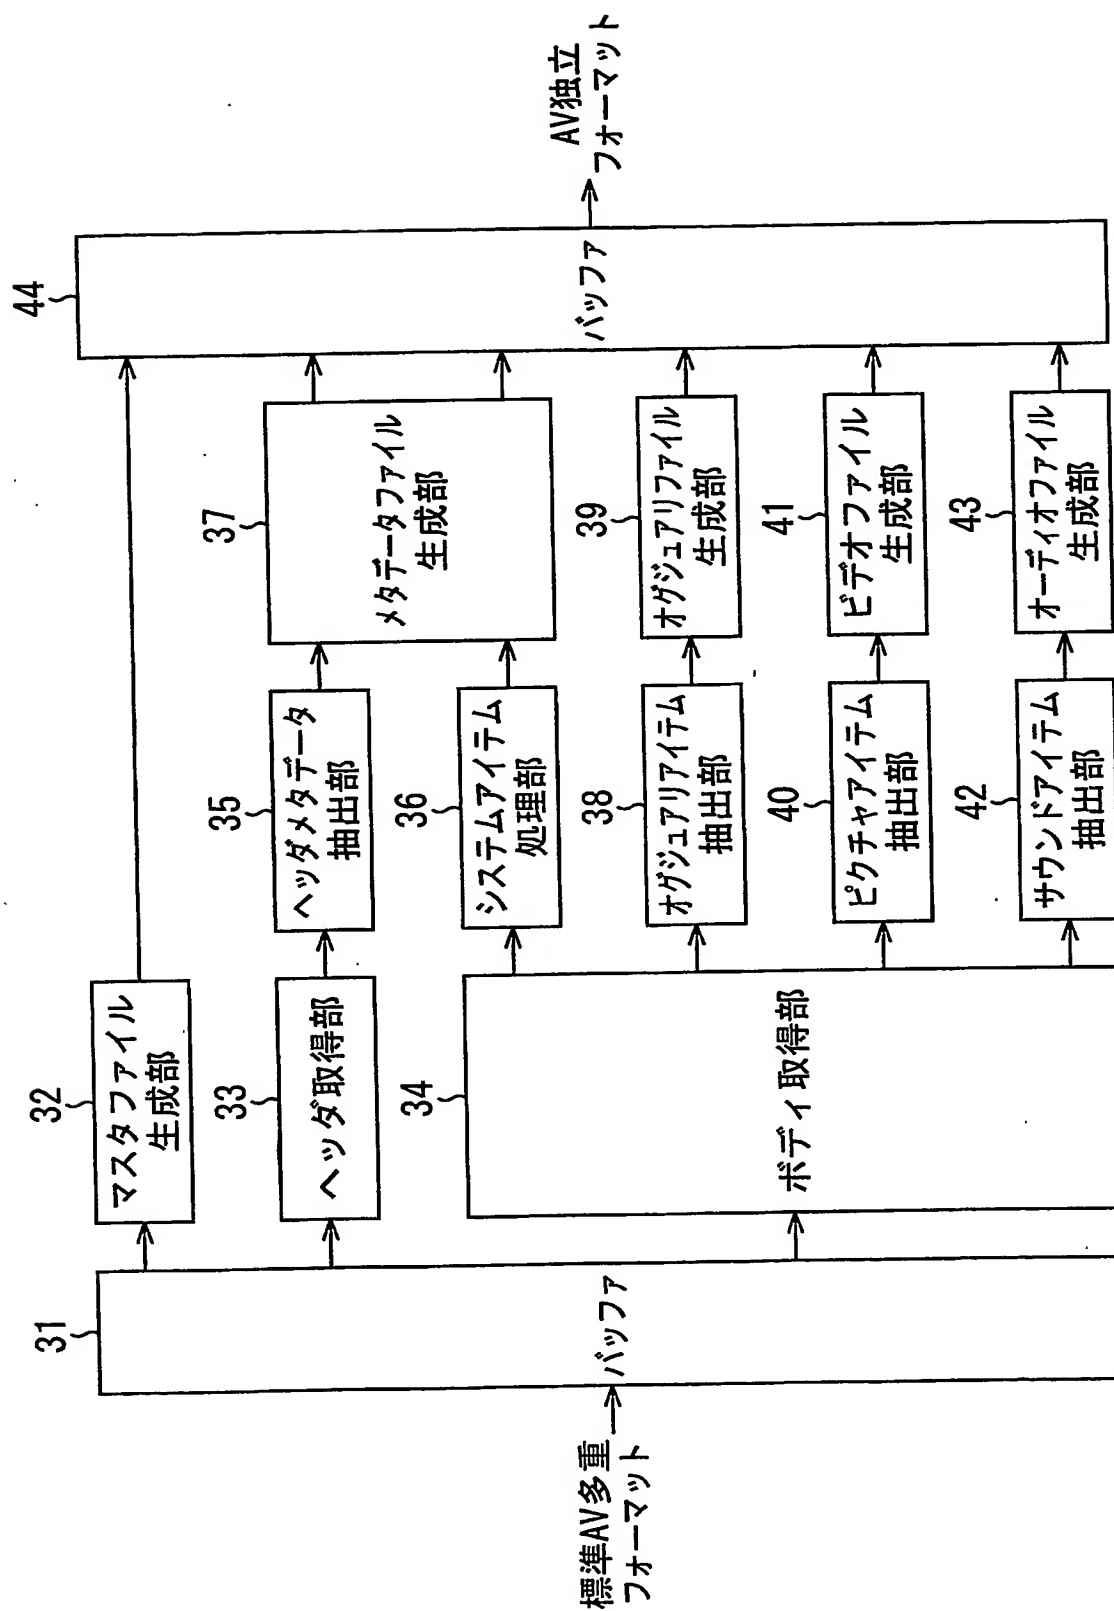 標準AV多重
フォーマット
31
バッファ
32
マスタファイル
生成部
33
ヘッダ取得部
34
ボディ取得部
35
ヘッダメタデータ
抽出部
36
システムアイテム
処理部
37
メタデータファイル
生成部
38
オグジュアリアイテム
抽出部
39
オグジュアリファイル
生成部
40
ピクチャアイテム
抽出部
41
ビデオファイル
生成部
42
サウンドアイテム
抽出部
43
オーディオファイル
生成部
44
バッファ
AV独立
フォーマット